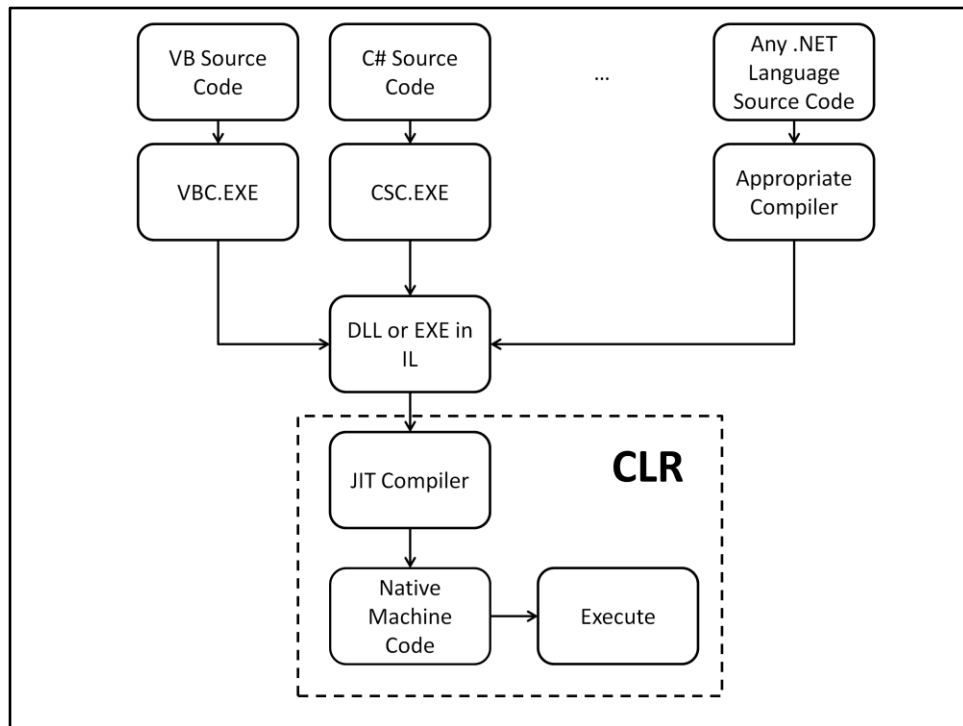 VB Source
Code
C# Source
Code
...
Any .NET
Language
Source Code
VBC.EXE
CSC.EXE
Appropriate
Compiler
DLL or EXE in
IL
JIT Compiler
CLR
Native
Machine
Code
Execute